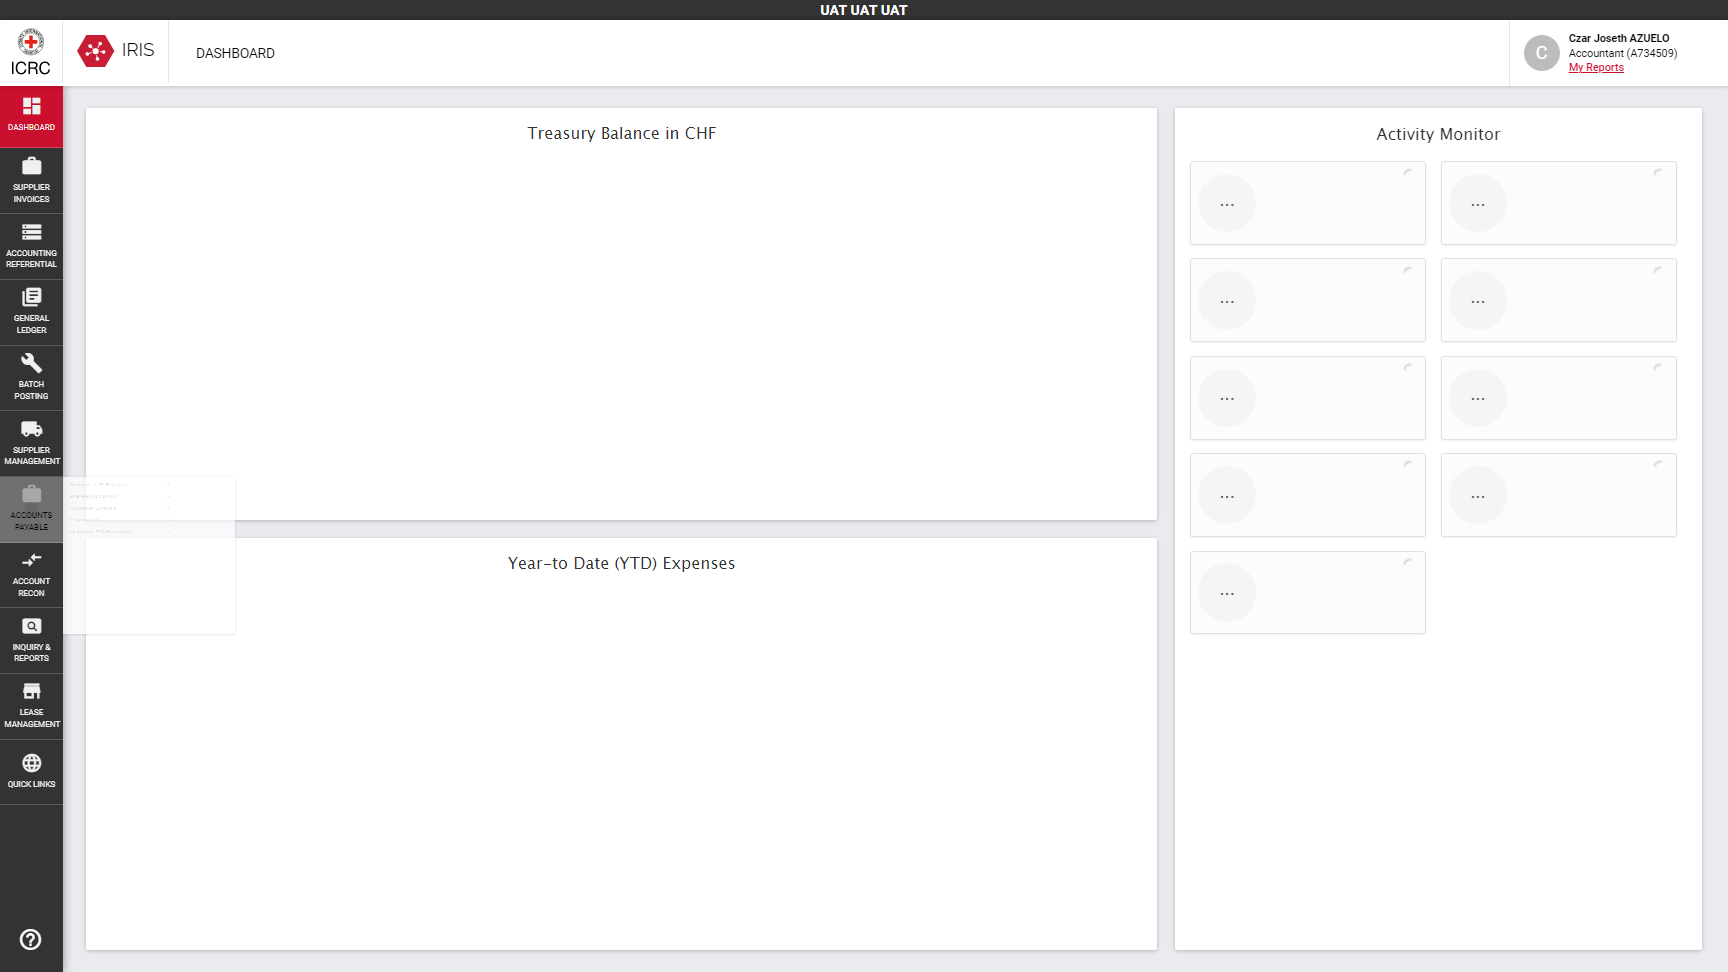 UAT UAT UAT
ICRC
IRIS
DASHBOARD
Czar Joseth AZUELO
C
Accountant (A734509)
My Reports
DASHBOARD
SUPPLIER
INVOICES
ACCOUNTING
REFERENTIAL
GENERAL
LEDGER
BATCH
POSTING
SUPPLIER
MANAGEMENT
ACCOUNTS
PAYABLE
ACCOUNT
RECON
INQUIRY &
REPORTS
LEASE
MANAGEMENT
QUICK LINKS
Treasury Balance in CHF
Year-to Date (YTD) Expenses
Activity Monitor
... ...
... ...
... ...
... ...
...